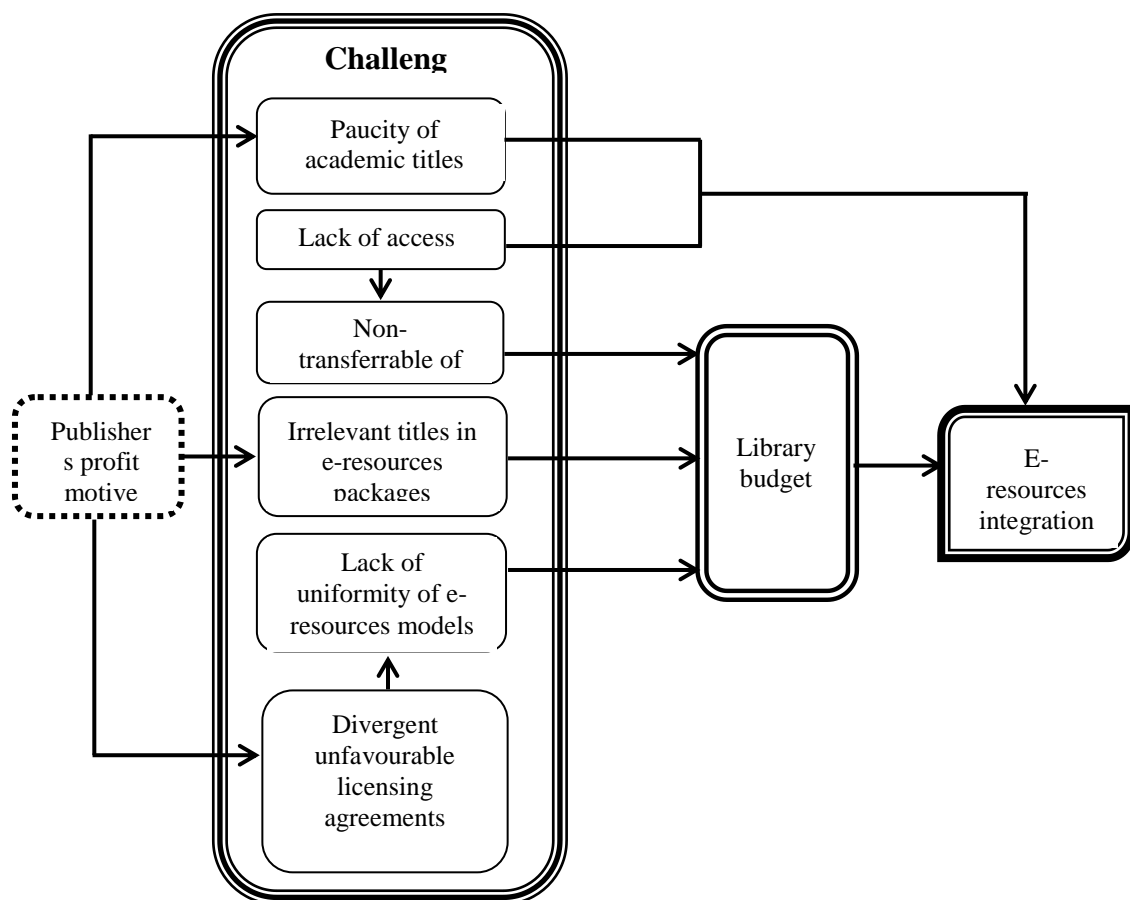 Challeng
Paucity of
academic titles
Lack of access
Non-
transferrable of
Publisher
s profit
motive
Irrelevant titles in
e-resources
packages
Library
budget
E-
resources
integration
Lack of
uniformity of e-
resources models
Divergent
unfavourable
licensing
agreements